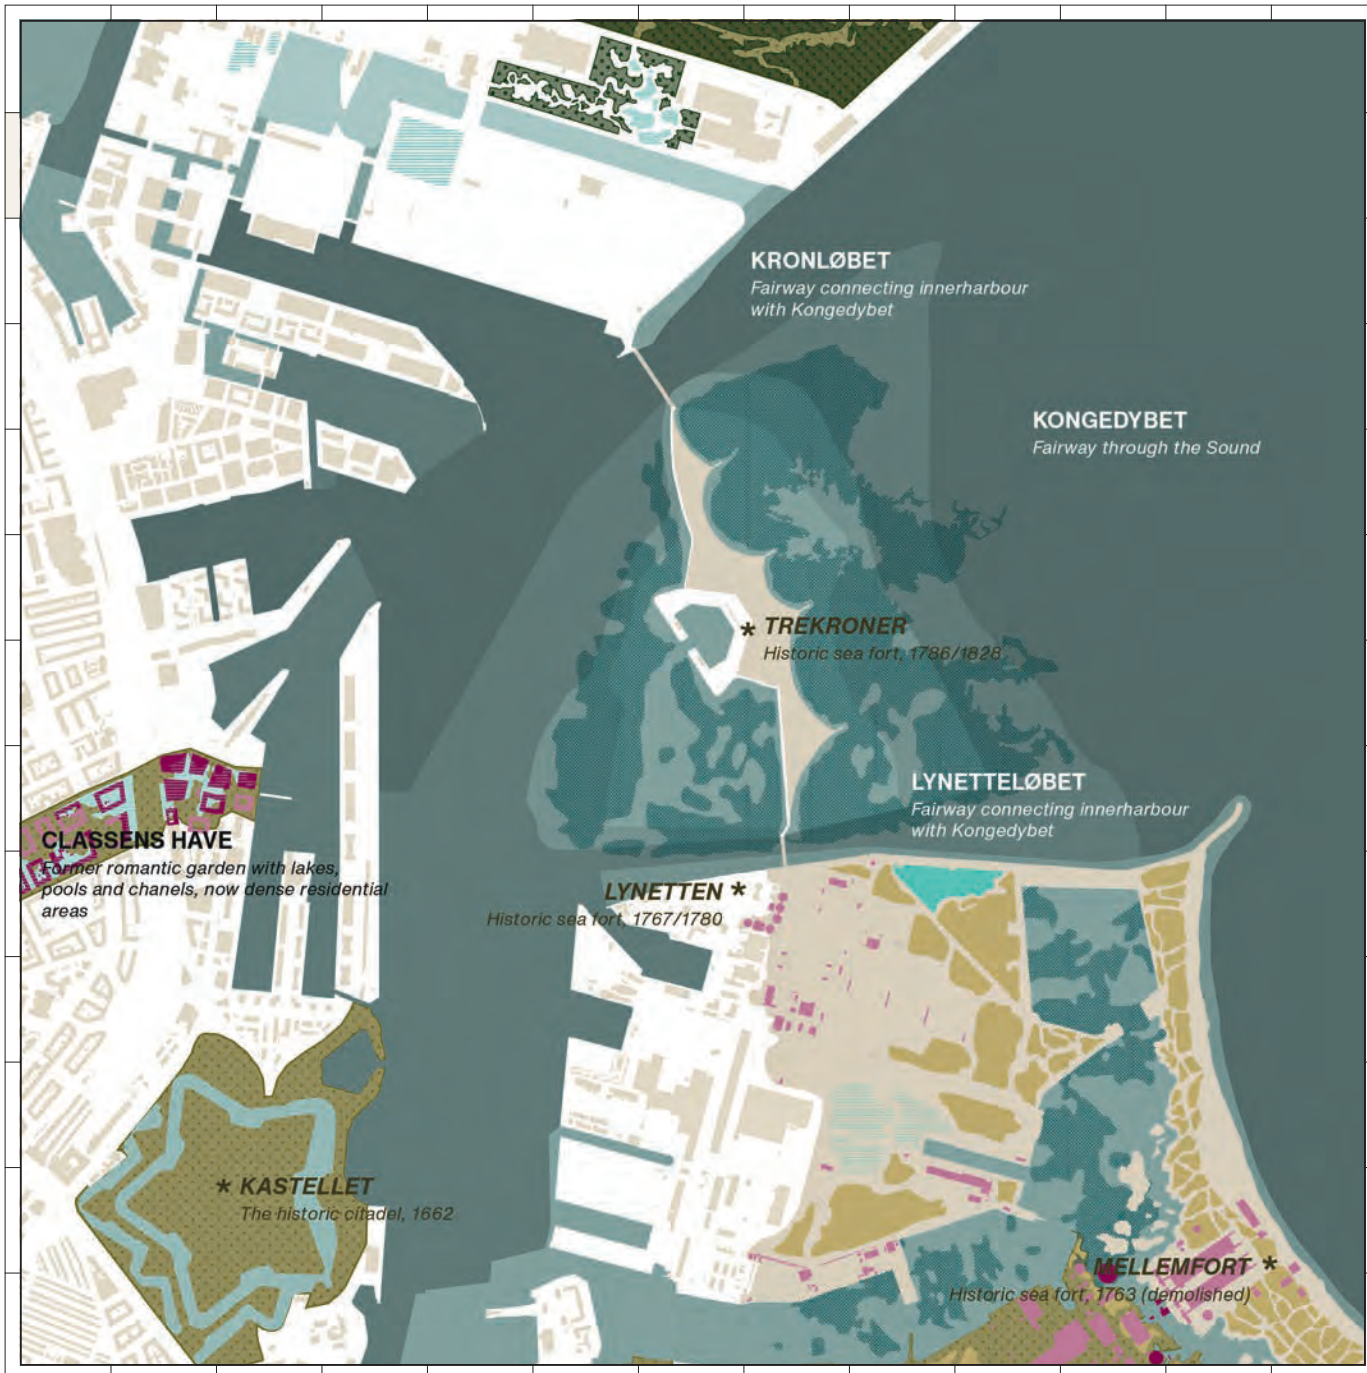 KRONLØBET
Fairway connecting innerharbour
with Kongedybet
KONGEDYBET
Fairway through the Sound
* TREKRONER
Historic sea fort, 1786/1828
LYNETTELØBET
Fairway connecting innerharbour
with Kongedybet
CLASSENS HAVE
Former romantic garden with lakes,
pools and chanels, now dense residential
areas
LYNETTEN *
Historic sea fort, 1767/1780
* KASTELLET
The historic citadel, 1662
MELLEMFORT *
Historic sea fort, 1763 (demolished)